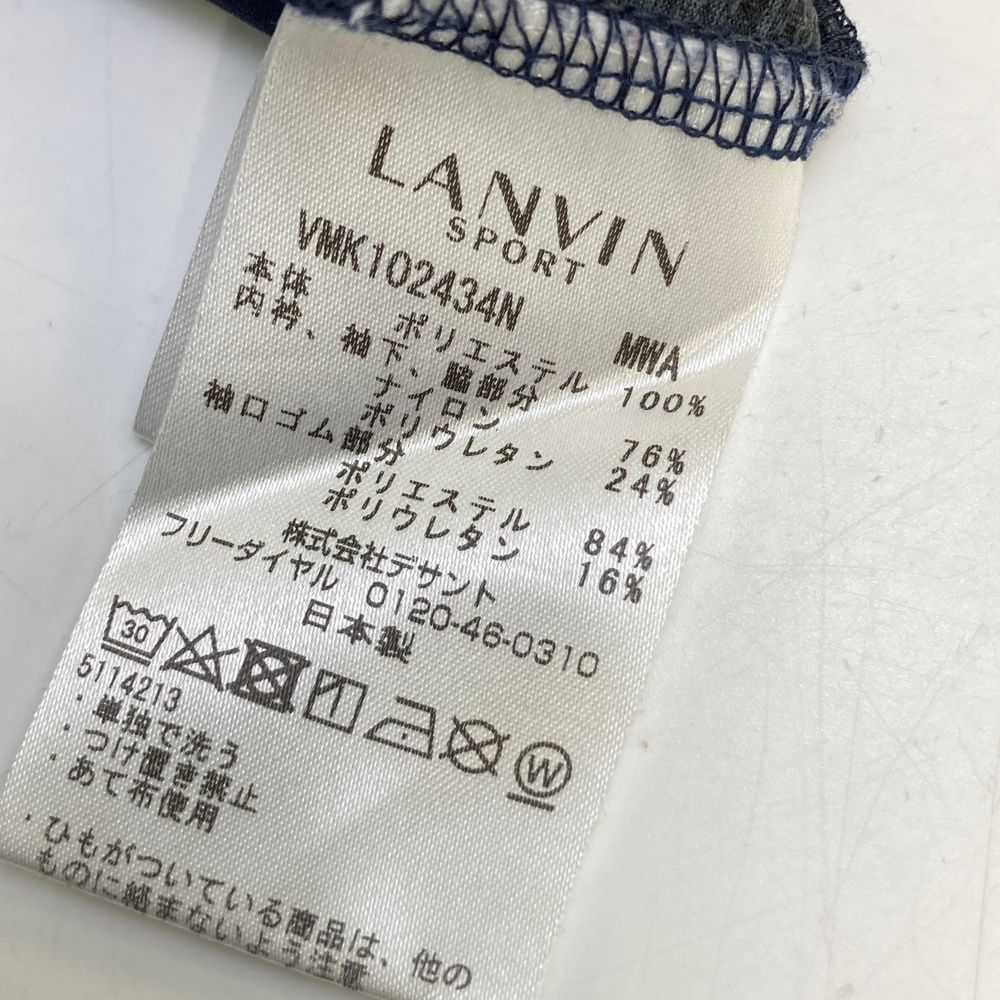 LANVIN
SPORT
VMK102434N MWA
本体 ポリエステル 100%
内衿、袖下、脇部分
ナイロン 76%
ポリウレタン 24%
袖口ゴム部分
ポリエステル 84%
ポリウレタン 16%
株式会社デサント
フリーダイヤル 0120-46-0310
日本製
30
W
5114213
・単独で洗う
・つけ置き禁止
・あて布使用
・ひもがついている商品は、他の
ものに絡まないよう注意